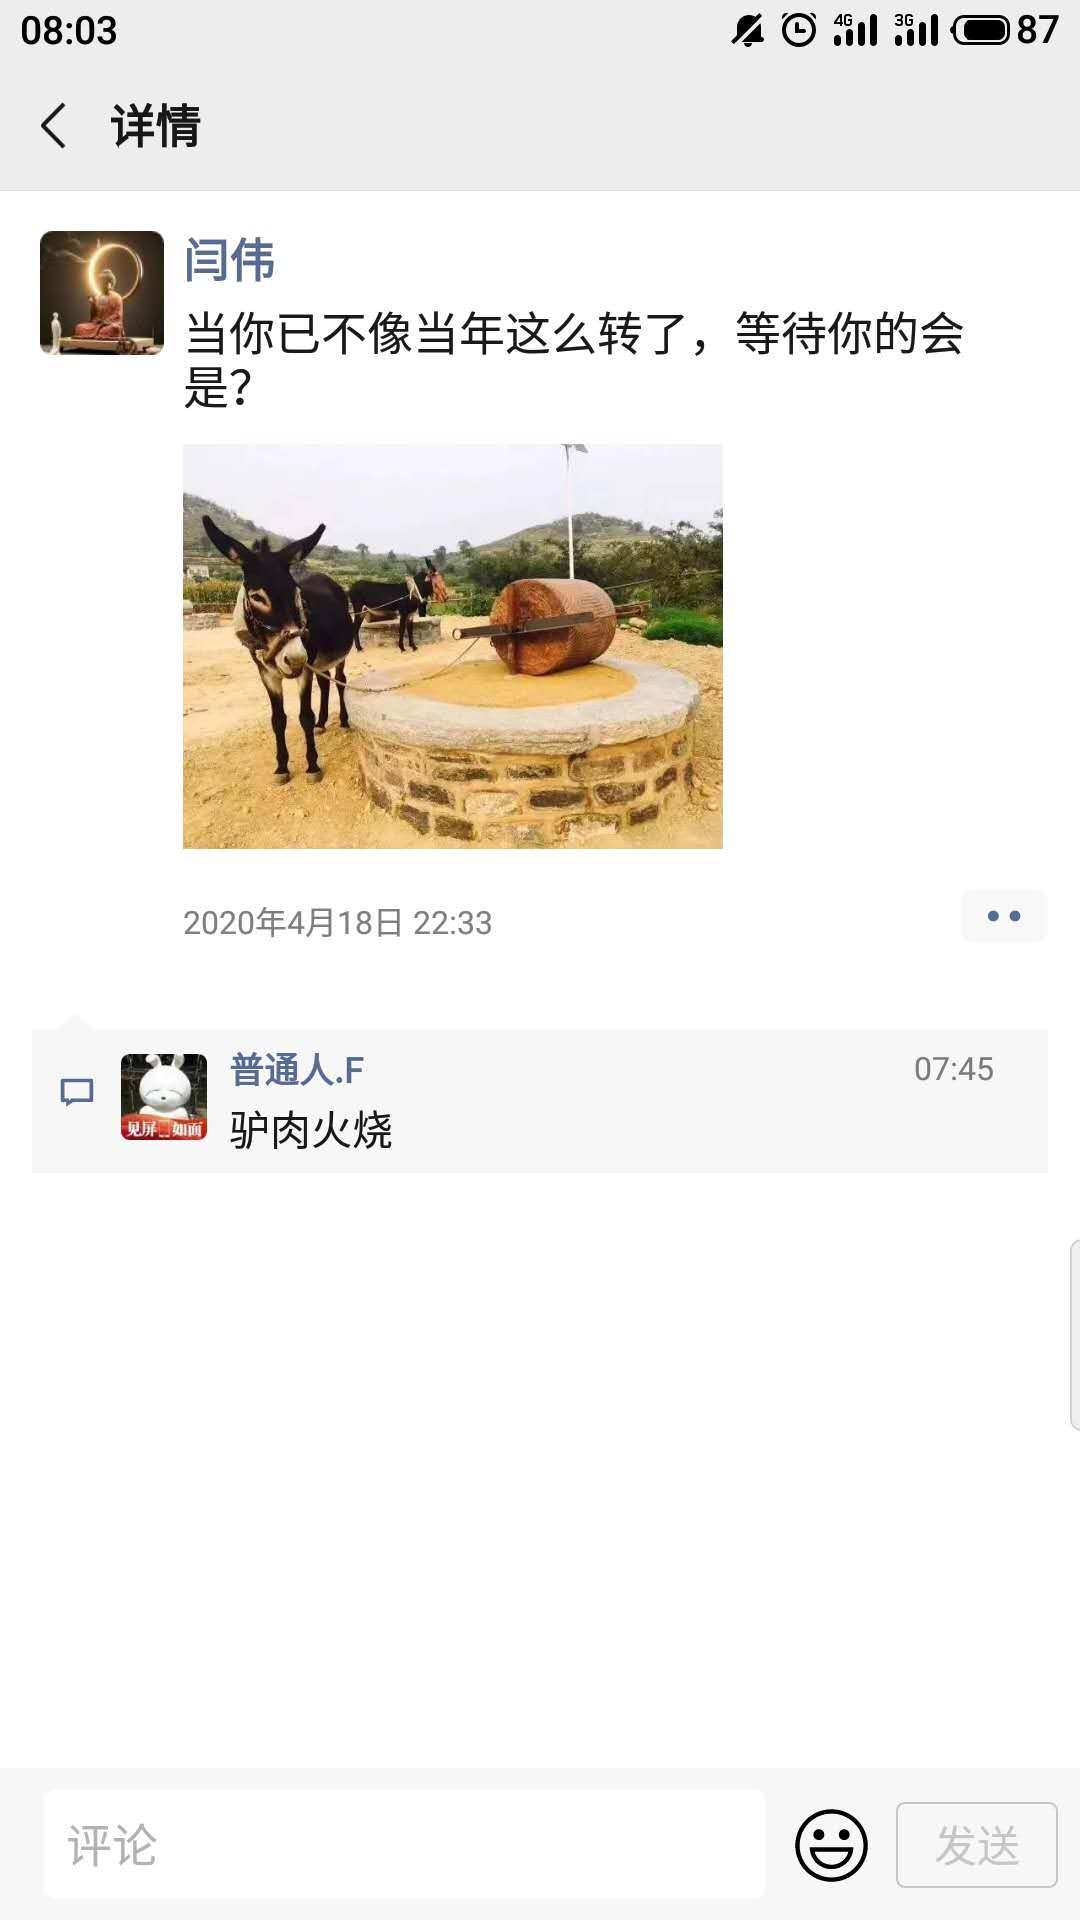 08:03
4G
3G
87
详情
闫伟
当你已不像当年这么转了，等待你的会
是？
2020年4月18日 22:33
普通人.F
07:45
驴肉火烧
见屏如面
评论
发送